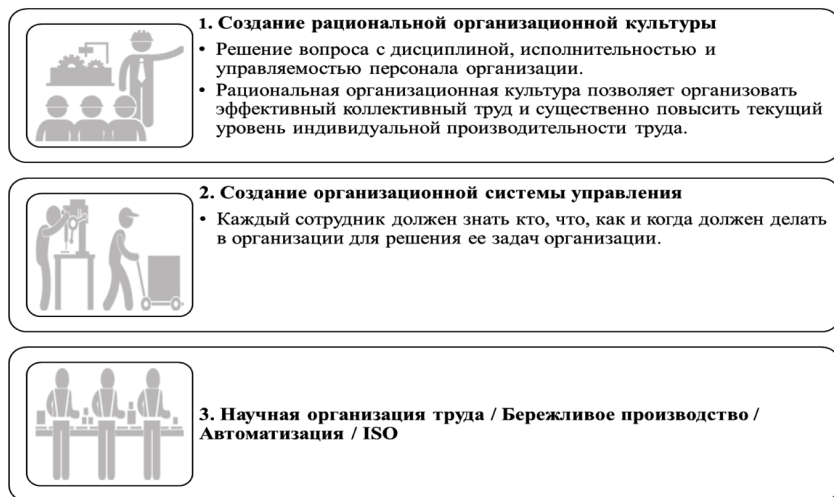 1. Создание рациональной организационной культуры
• Решение вопроса с дисциплиной, исполнительностью и
управляемостью персонала организации.
• Рациональная организационная культура позволяет организовать
эффективный коллективный труд и существенно повысить текущий
уровень индивидуальной производительности труда.
2. Создание организационной системы управления
• Каждый сотрудник должен знать кто, что, как и когда должен делать
в организации для решения ее задач организации.
3. Научная организация труда / Бережливое производство /
Автоматизация / ISO